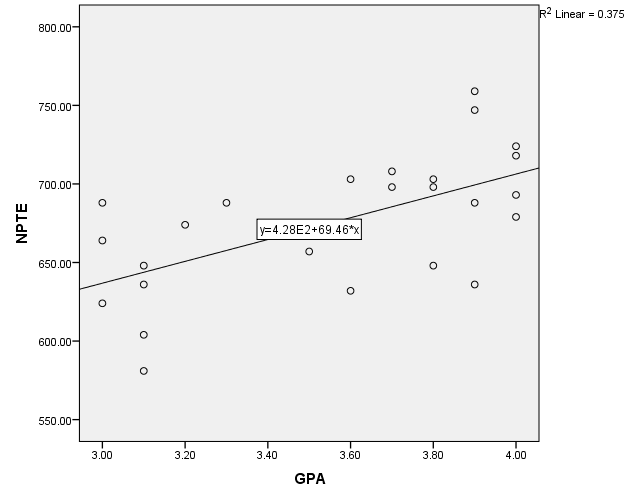 R2 Linear = 0.375
800.00
750.00
700.00
650.00
600.00
550.00
NPTE
y=4.28E2+69.46*x
3.00 3.20 3.40 3.60 3.80 4.00
GPA